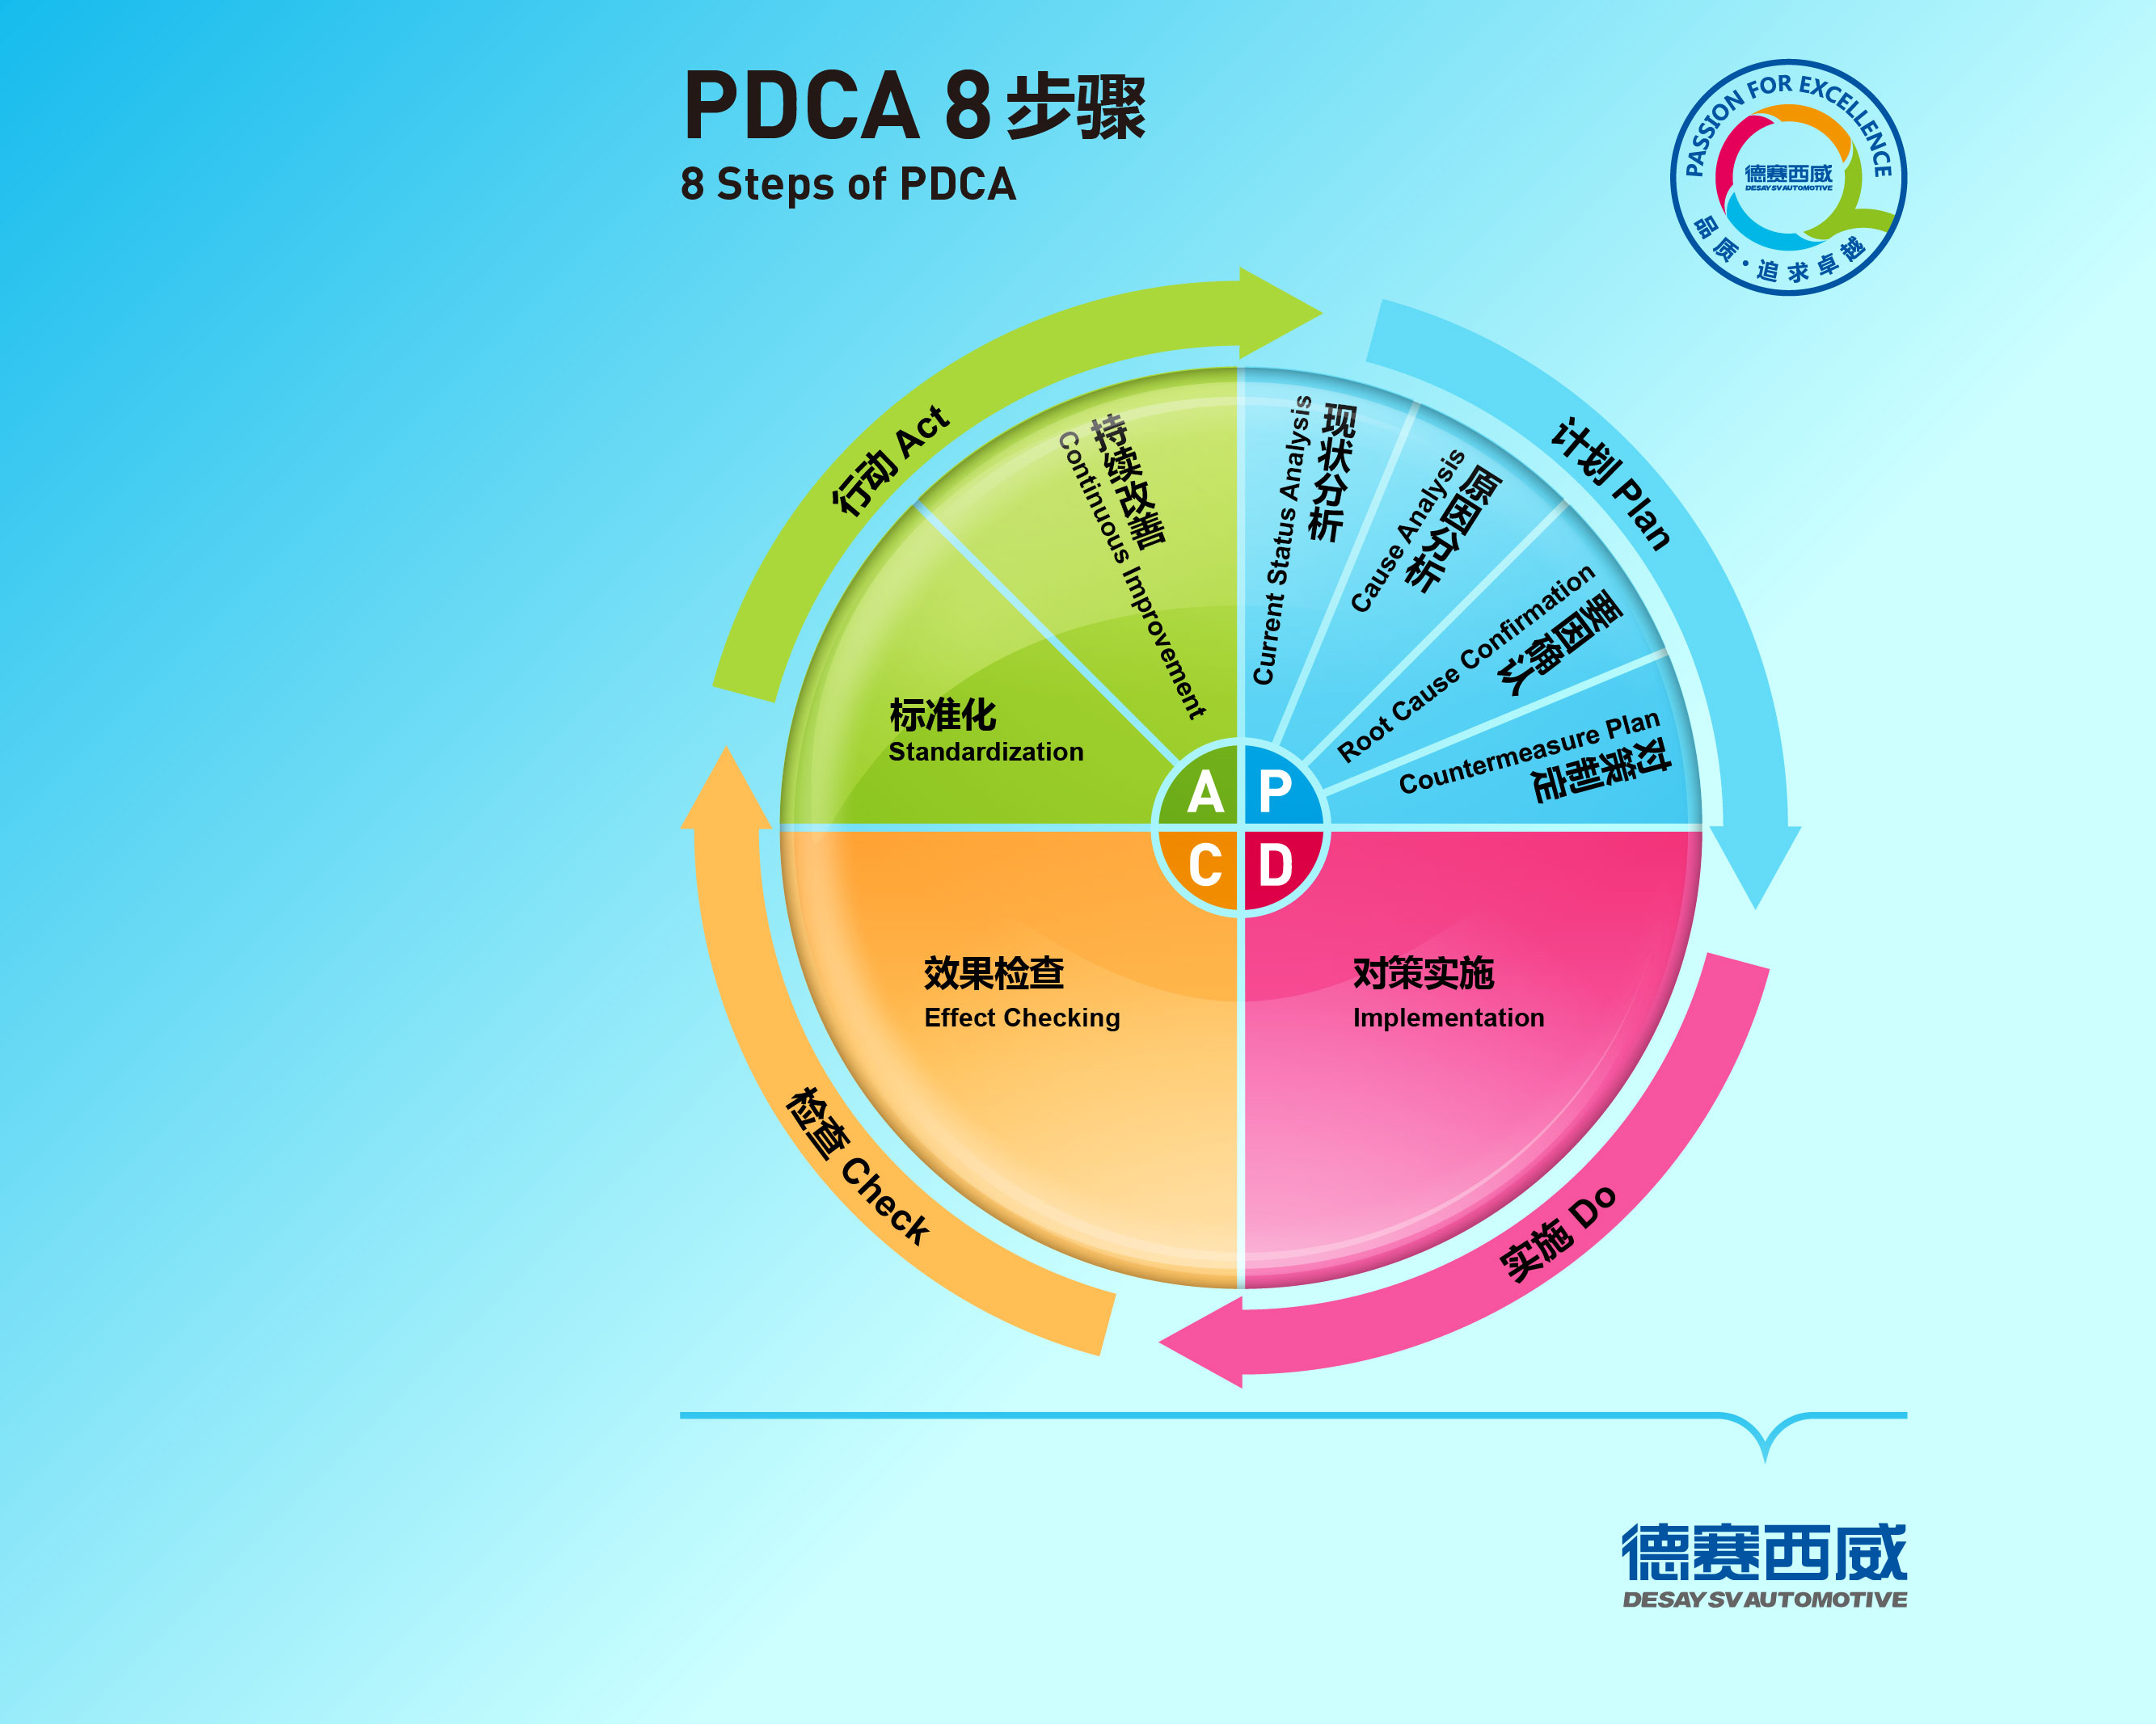 PDCA 8步骤
8 Steps of PDCA
PASSION FOR EXCELLENCE
德赛西威
DESAY SV AUTOMOTIVE
品质·追求卓越
计划 Plan
现状分析
Current Status Analysis
原因分析
Cause Analysis
要因确认
Root Cause Confirmation
Countermeasure Plan
对策制定
实施 Do
对策实施
Implementation
检查 Check
效果检查
Effect Checking
行动 Act
标准化
Standardization
持续改善
Continuous Improvement
A
P
C
D
德赛西威
DESAY SV AUTOMOTIVE